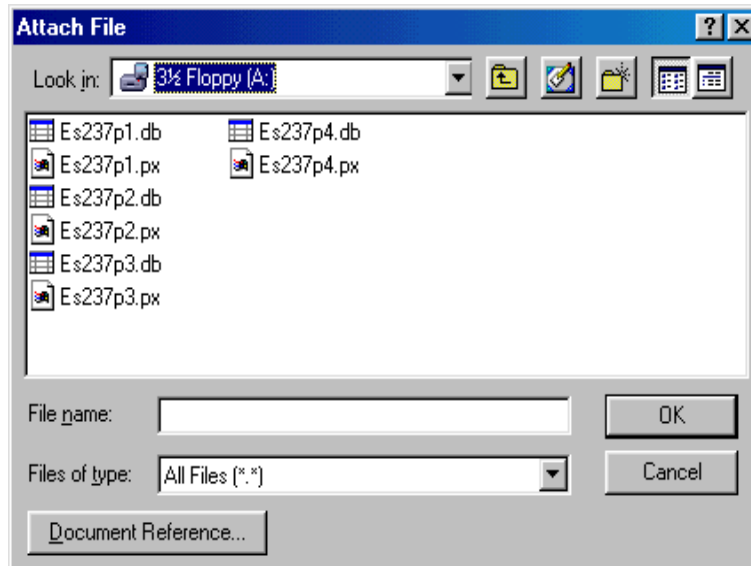 Attach File
Look in: 3½ Floppy (A:)
Es237p1.db
Es237p1.px
Es237p2.db
Es237p2.px
Es237p3.db
Es237p3.px
Es237p4.db
Es237p4.px
File name:
OK
Files of type: All Files (*.*)
Cancel
Document Reference...